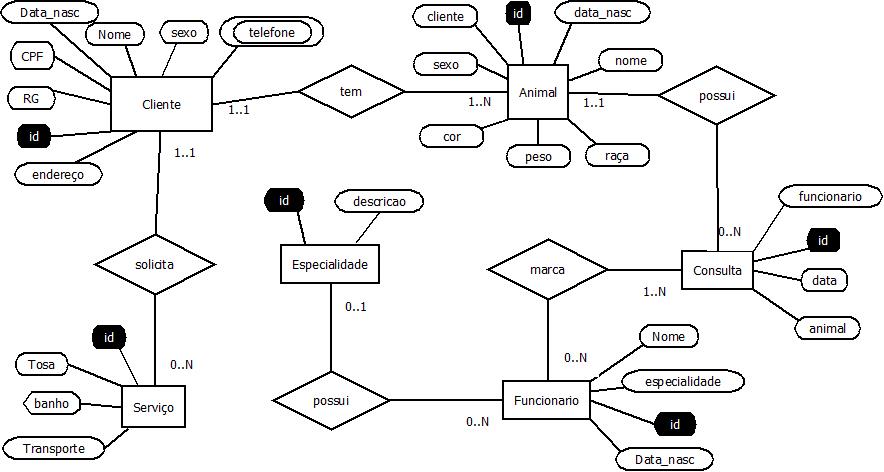 Data_nasc
Nome
sexo
telefone
CPF
RG
id
endereço
Cliente
1..1
1..1
tem
cliente
id
data_nasc
sexo
nome
Animal
1..N
1..1
cor
peso
raça
possui
solicita
id
descricao
Especialidade
0..1
marca
0..N
funcionario
id
data
animal
Consulta
1..N
0..N
id
Tosa
banho
Transporte
Serviço
0..N
possui
0..N
Nome
especialidade
id
Data_nasc
Funcionario